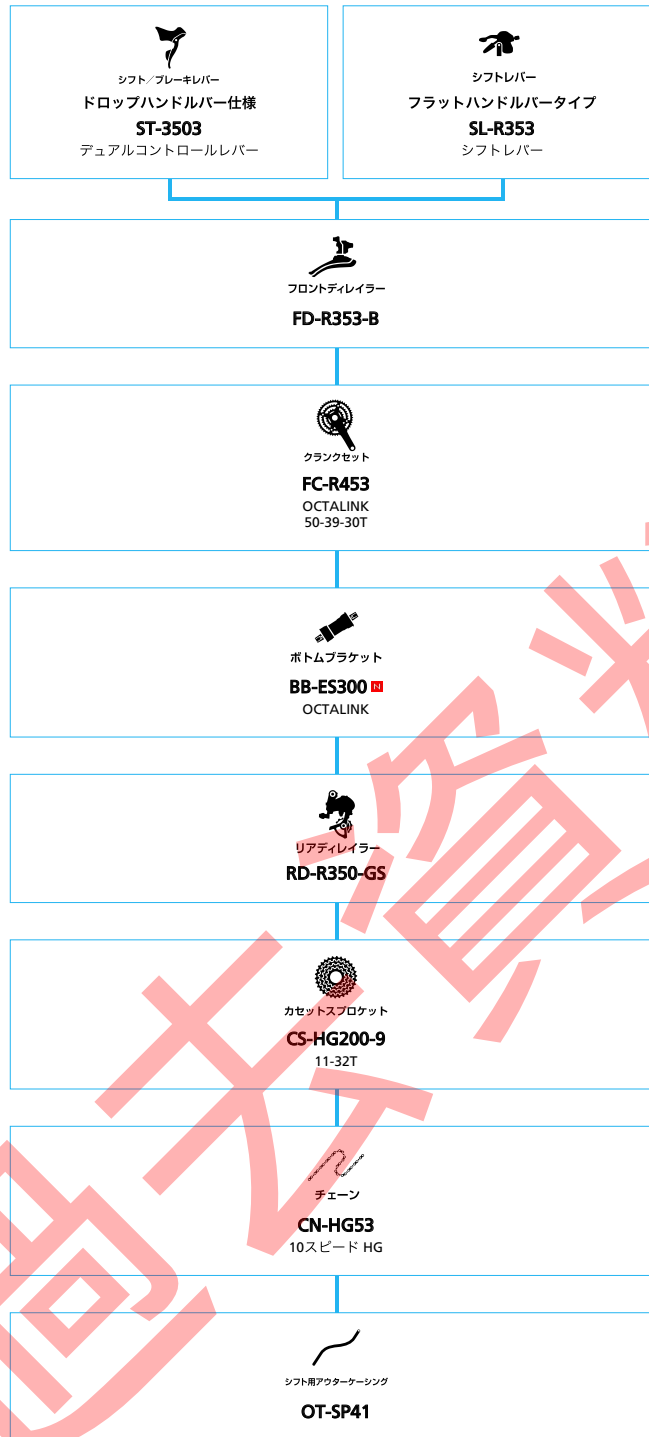 シフト／ブレーキレバー
ドロップハンドルバー仕様
ST-3503
デュアルコントロールレバー
シフトレバー
フラットハンドルバータイプ
SL-R353
シフトレバー
フロントディレイラー
FD-R353-B
クランクセット
FC-R453
OCTALINK
50-39-30T
ボトムブラケット
BB-ES300 N
OCTALINK
リアディレイラー
RD-R350-GS
カセットスプロケット
CS-HG200-9
11-32T
チェーン
CN-HG53
10スピード HG
シフト用アウターケーシング
OT-SP41
過去資料